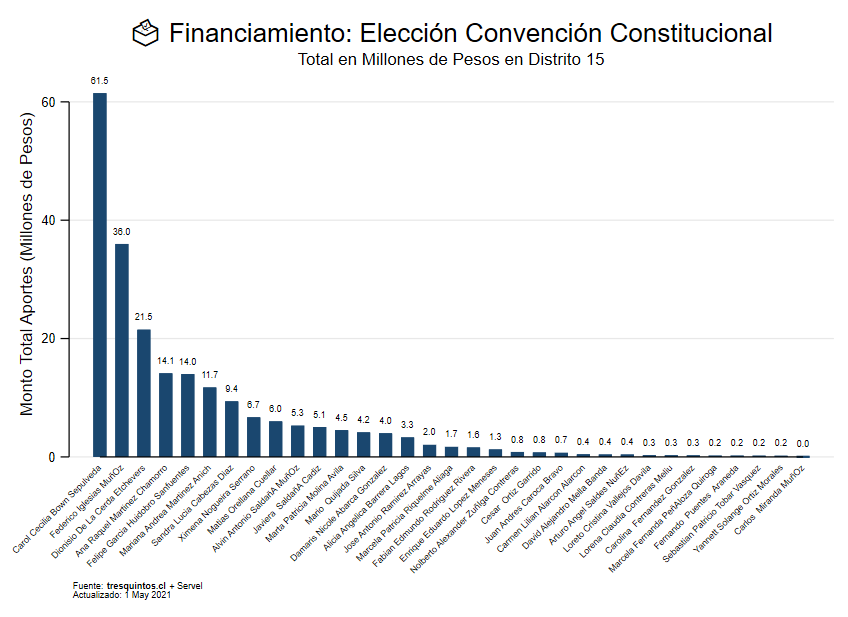 Financiamiento: Elección Convención Constitucional
Total en Millones de Pesos en Distrito 15
Monto Total Aportes (Millones de Pesos)
60
40
20
0
61.5
36.0
21.5
14.1
14.0
11.7
9.4
6.7
6.0
5.3
5.1
4.5
4.2
4.0
3.3
2.0
1.7
1.6
1.3
0.8
0.8
0.7
0.4
0.4
0.4
0.3
0.3
0.3
0.2
0.2
0.2
0.2
0.0
Carol Cecilia Bown Sepulveda
Federico Iglesias MuñOz
Dionisio De La Cerda Etchevers
Ana Raquel Martinez Chamorro
Felipe Garcia Huidobro Sanfuentes
Mariana Andrea Martinez Anich
Sandra Lucia Cabezas Diaz
Ximena Nogueira Serrano
Matias Orellana Cuellar
Alvin Antonio SaldañA MuñOz
Javiera SaldañA Cadiz
Marta Patricia Molina Avila
Mario Quijada Silva
Damaris Nicole Abarca Gonzalez
Alicia Angelica Barrera Lagos
Jose Antonio Ramirez Arrayas
Marcela Patricia Riquelme Aliaga
Fabian Edmundo Rodriguez Rivera
Enrique Eduardo Lopez Meneses
Nolberto Alexander Zuñiga Contreras
Cesar Ortiz Garrido
Juan Andres Caroca Bravo
Carmen Lilian Alarcon Alarcon
David Alejandro Mella Banda
Arturo Angel Saldes NuñEz
Loreto Cristina Vallejos Davila
Lorena Claudia Contreras Meliu
Carolina Fernandez Gonzalez
Marcela Fernanda PeñAloza Quiroga
Fernando Puentes Araneda
Sebastian Patricio Tobar Vasquez
Yannett Solange Ortiz Morales
Carlos Miranda MuñOz
Fuente: tresquintos.cl + Servel
Actualizado: 1 May 2021